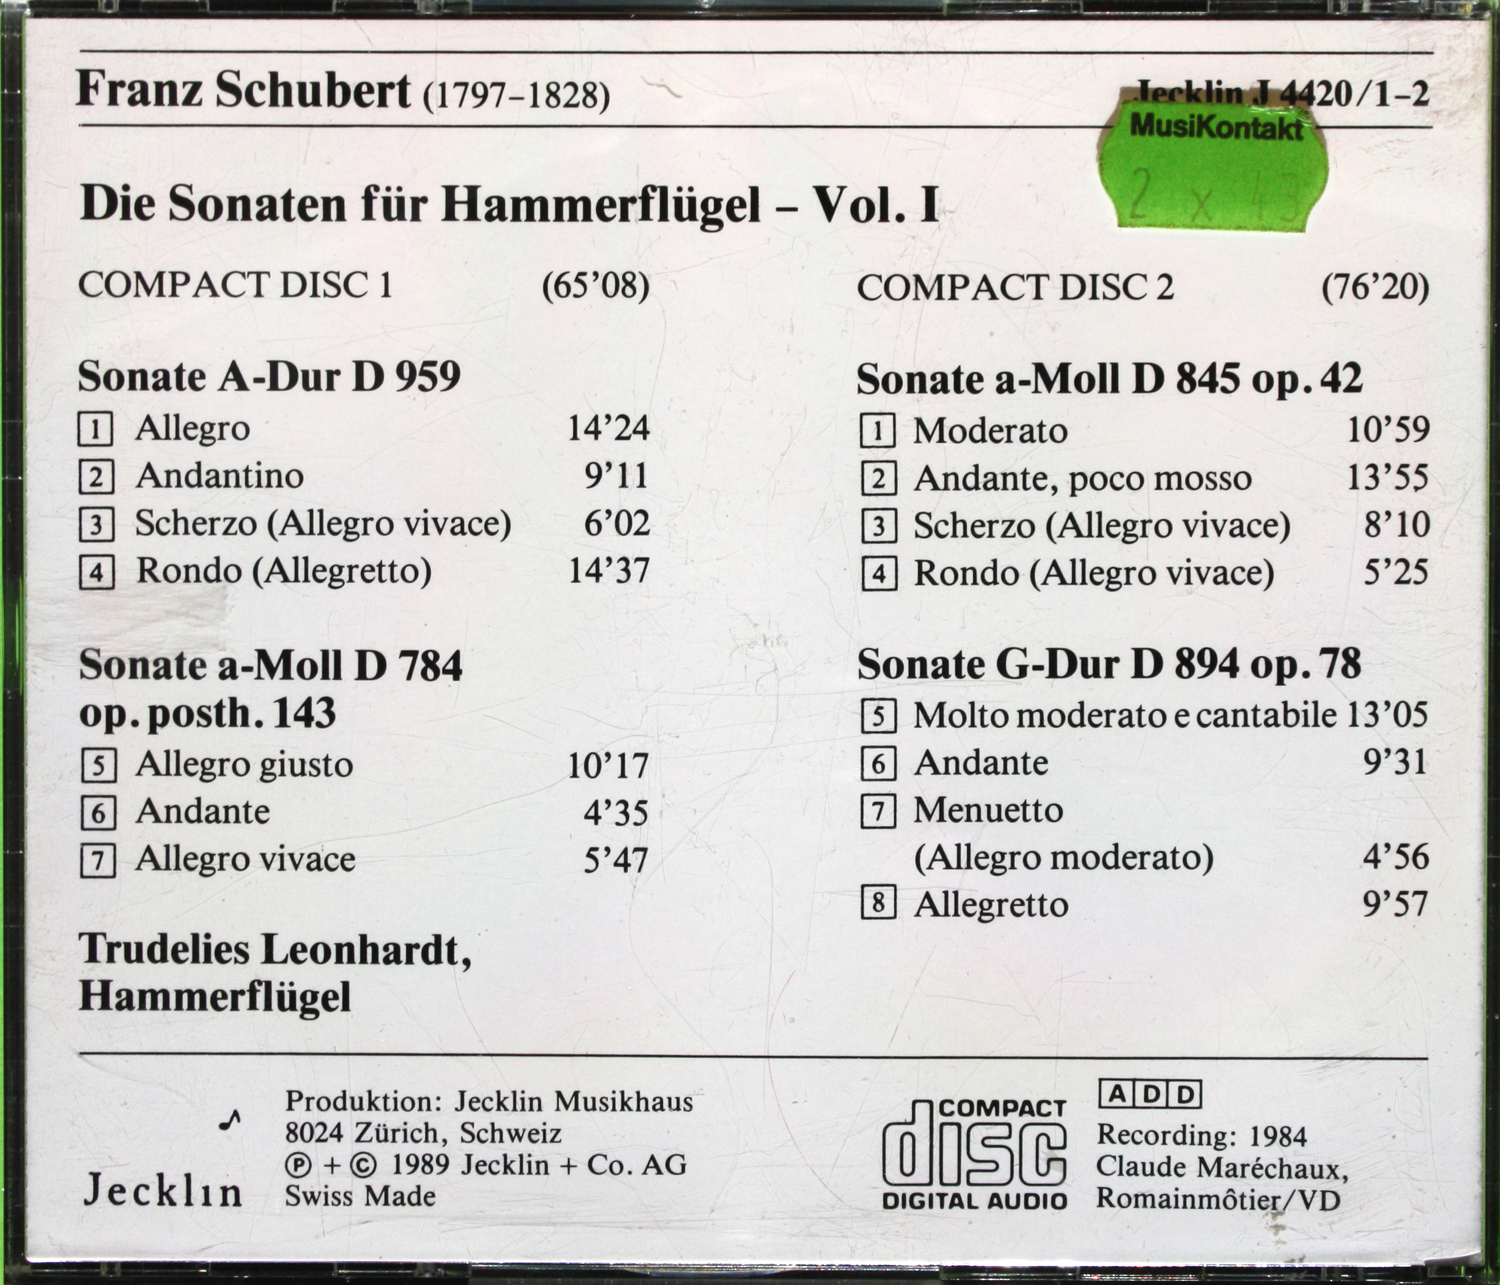 Franz Schubert (1797–1828)
Jecklin J 4420/1–2
MusiKontakt
2 x 43
Die Sonaten für Hammerflügel – Vol. I
COMPACT DISC 1 (65’08)
Sonate A-Dur D 959
1 Allegro 14’24
2 Andantino 9’11
3 Scherzo (Allegro vivace) 6’02
4 Rondo (Allegretto) 14’37
Sonate a-Moll D 784
op. posth. 143
5 Allegro giusto 10’17
6 Andante 4’35
7 Allegro vivace 5’47
Trudelies Leonhardt,
Hammerflügel
COMPACT DISC 2 (76’20)
Sonate a-Moll D 845 op. 42
1 Moderato 10’59
2 Andante, poco mosso 13’55
3 Scherzo (Allegro vivace) 8’10
4 Rondo (Allegro vivace) 5’25
Sonate G-Dur D 894 op. 78
5 Molto moderato e cantabile 13’05
6 Andante 9’31
7 Menuetto
(Allegro moderato) 4’56
8 Allegretto 9’57
Jecklin
Produktion: Jecklin Musikhaus
8024 Zürich, Schweiz
℗ + © 1989 Jecklin + Co. AG
Swiss Made
COMPACT
disc
DIGITAL AUDIO
ADD
Recording: 1984
Claude Maréchaux,
Romainmôtier/VD